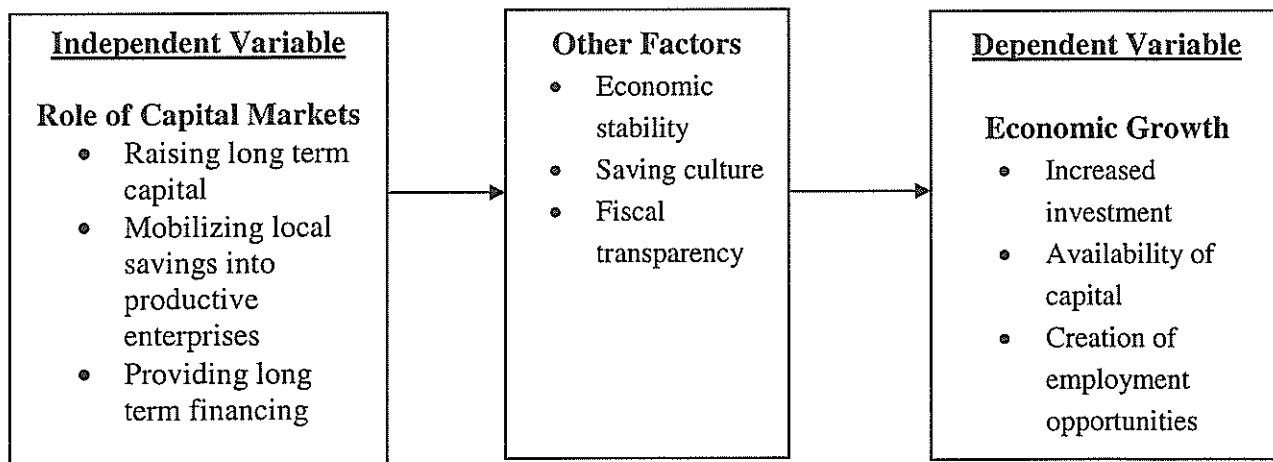 Independent Variable
Role of Capital Markets
• Raising long term
capital
• Mobilizing local
savings into
productive
enterprises
• Providing long
term financing
Other Factors
• Economic
stability
• Saving culture
• Fiscal
transparency
Dependent Variable
Economic Growth
• Increased
investment
• Availability of
capital
• Creation of
employment
opportunities